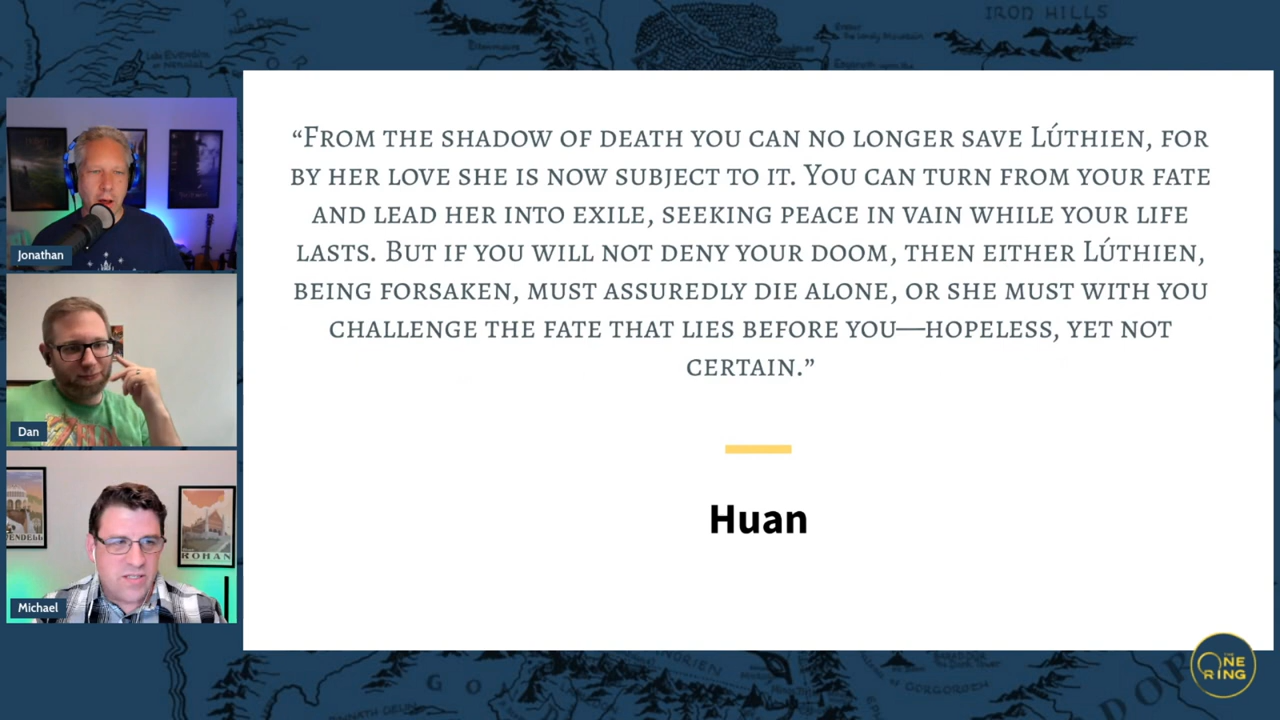 IRON HILLS
“From the shadow of death you can no longer save Lúthien, for
by her love she is now subject to it. You can turn from your fate
and lead her into exile, seeking peace in vain while your life
lasts. But if you will not deny your doom, then either Lúthien,
being forsaken, must assuredly die alone, or she must with you
challenge the fate that lies before you—hopeless, yet not
certain.”
Huan
Jonathan
Dan
ROHAN
Michael
THE
ONE
RING